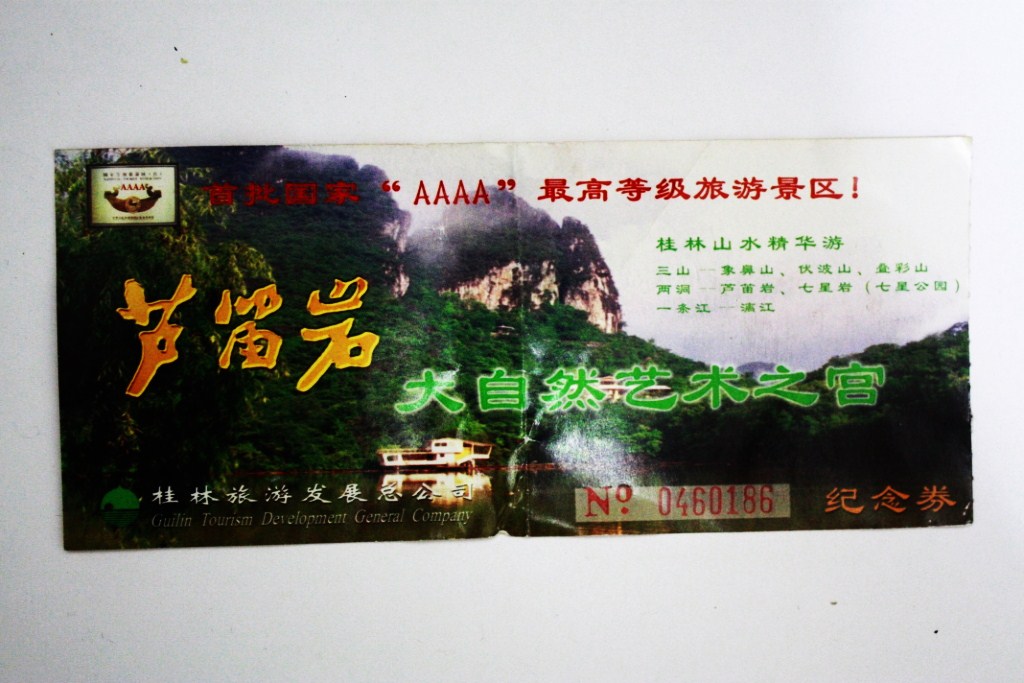 AAAA
首批国家“AAAA”最高等级旅游景区！
桂林山水精华游
三山一象鼻山、伏波山、叠彩山
两洞一芦笛岩、七星岩（七星公园）
一条江一漓江
芦笛岩
大自然艺术之宫
桂林旅游发展总公司
Guilin Tourism Development General Company
Nº 0460186
纪念券